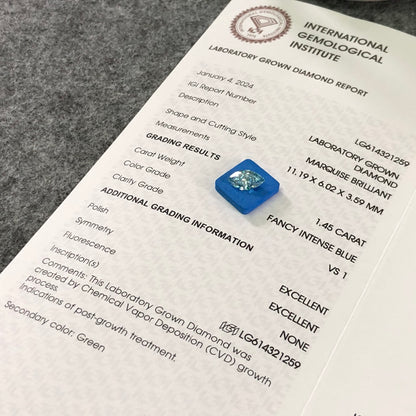 INTERNATIONAL
GEMOLOGICAL
INSTITUTE
LABORATORY GROWN DIAMOND REPORT
January 4, 2024
IGI Report Number LG614321259
Description LABORATORY GROWN
DIAMOND
Shape and Cutting Style MARQUISE BRILLIANT
Measurements 11.19 X 6.02 X 3.59 MM
GRADING RESULTS
Carat Weight 1.45 CARAT
Color Grade FANCY INTENSE BLUE
Clarity Grade VS 1
ADDITIONAL GRADING INFORMATION
Polish EXCELLENT
Symmetry EXCELLENT
Fluorescence NONE
Inscription(s) LG614321259
Comments: This Laboratory Grown Diamond was
created by Chemical Vapor Deposition (CVD) growth
process.
Indications of post-growth treatment.
Secondary color: Green